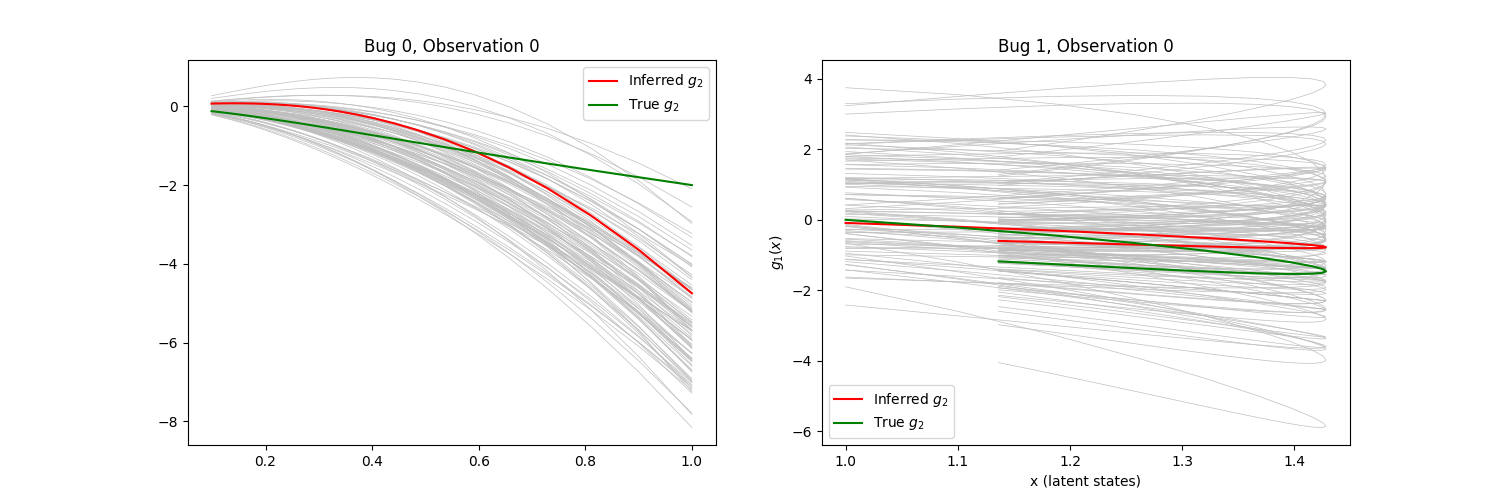 Bug 0, Observation 0
Inferred g₂
True g₂
0
−2
−4
−6
−8
0.2
0.4
0.6
0.8
1.0
Bug 1, Observation 0
g₁(x)
4
2
0
−2
−4
−6
Inferred g₂
True g₂
1.0
1.1
1.2
1.3
1.4
x (latent states)